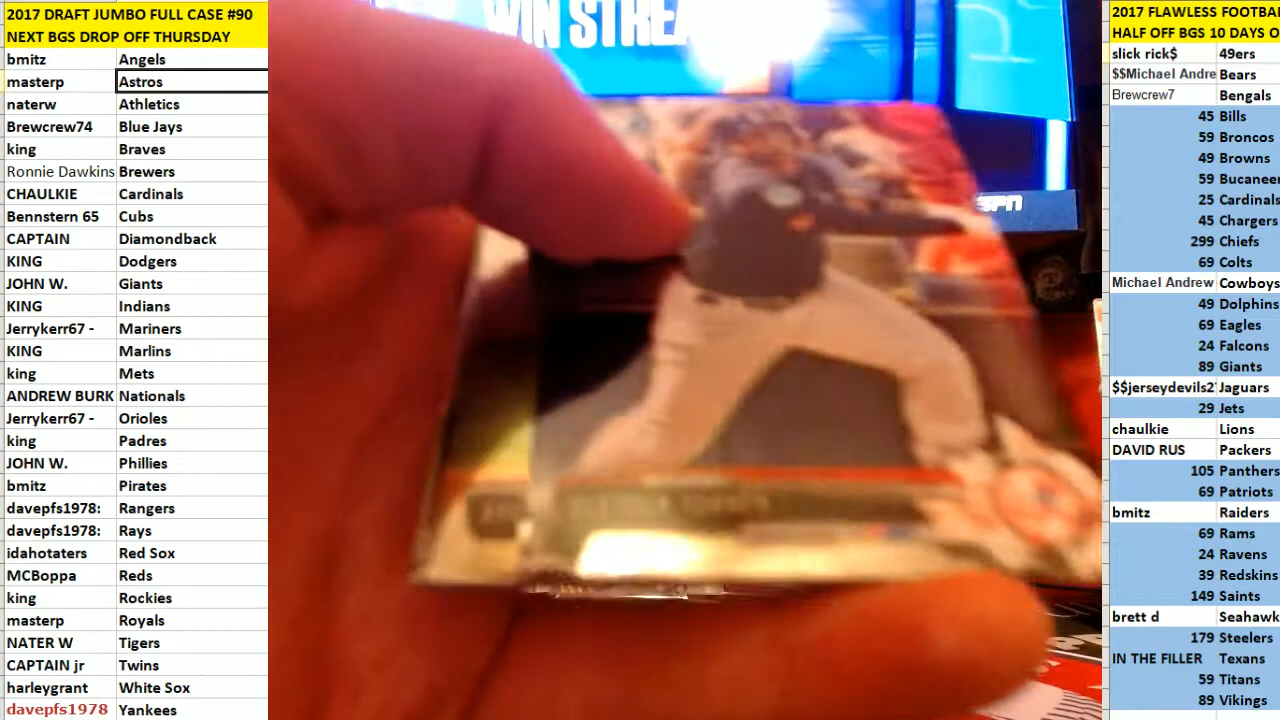 2017 DRAFT JUMBO FULL CASE #90
NEXT BGS DROP OFF THURSDAY
bmitz Angels
masterp Astros
naterw Athletics
Brewcrew74 Blue Jays
king Braves
Ronnie Dawkins Brewers
CHAULKIE Cardinals
Bennstern 65 Cubs
CAPTAIN Diamondback
KING Dodgers
JOHN W. Giants
KING Indians
Jerrykerr67 - Mariners
KING Marlins
king Mets
ANDREW BURK Nationals
Jerrykerr67 - Orioles
king Padres
JOHN W. Phillies
bmitz Pirates
davepfs1978: Rangers
davepfs1978: Rays
idahotaters Red Sox
MCBoppa Reds
king Rockies
masterp Royals
NATER W Tigers
CAPTAIN jr Twins
harleygrant White Sox
davepfs1978 Yankees
WIN STREA
ESPN
2017 FLAWLESS FOOTBA
HALF OFF BGS 10 DAYS O
slick rick$ 49ers
$$Michael Andre Bears
Brewcrew7 Bengals
45 Bills
59 Broncos
49 Browns
59 Bucaneer
25 Cardinals
45 Chargers
299 Chiefs
69 Colts
Michael Andrew Cowboys
49 Dolphins
69 Eagles
24 Falcons
89 Giants
$$jerseydevils2 Jaguars
29 Jets
chaulkie Lions
DAVID RUS Packers
105 Panthers
69 Patriots
bmitz Raiders
69 Rams
24 Ravens
39 Redskins
149 Saints
brett d Seahawk
179 Steelers
IN THE FILLER Texans
59 Titans
89 Vikings